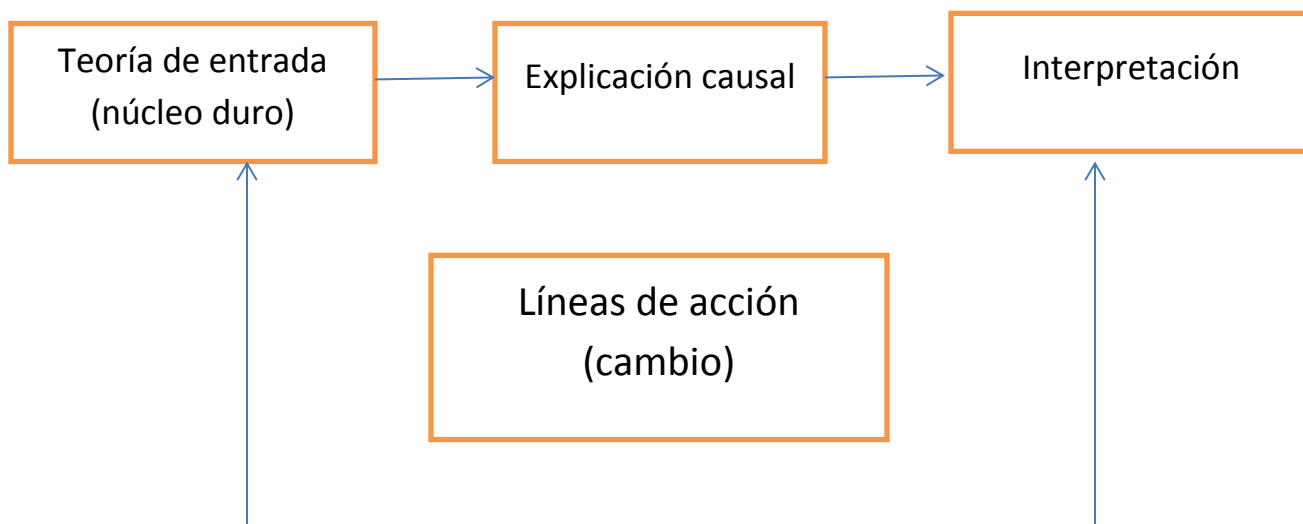 Teoría de entrada
(núcleo duro)
Explicación causal
Interpretación
Líneas de acción
(cambio)